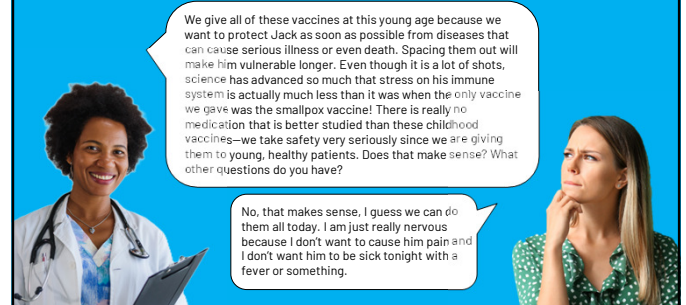 We give all of these vaccines at this young age because we
want to protect Jack as soon as possible from diseases that
can cause serious illness or even death. Spacing them out will
make him vulnerable longer. Even though it is a lot of shots,
science has advanced so much that stress on his immune
system is actually much less than it was when the only vaccine
we gave was the smallpox vaccine! There is really no
medication that is better studied than these childhood
vaccines—we take safety very seriously since we are giving
them to young, healthy patients. Does that make sense? What
other questions do you have?
No, that makes sense, I guess we can do
them all today. I am just really nervous
because I don’t want to cause him pain and
I don’t want him to be sick tonight with a
fever or something.